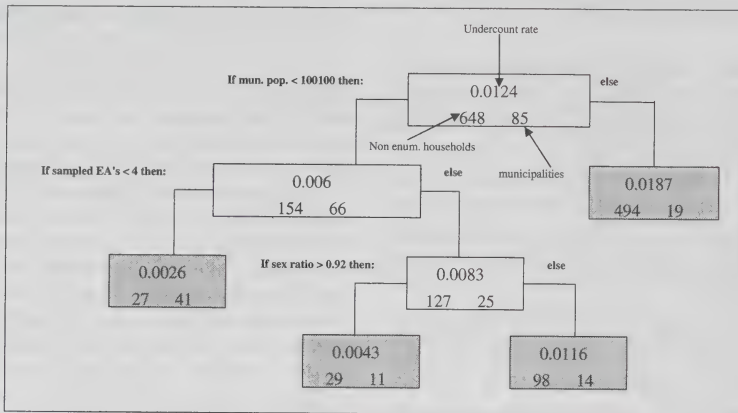 Undercount rate
If mun. pop. < 100100 then:
else
0.0124
648 85
Non enum. households
municipalities
If sampled EA's < 4 then:
else
0.006
154 66
0.0187
494 19
0.0026
27 41
If sex ratio > 0.92 then:
else
0.0083
127 25
0.0043
29 11
0.0116
98 14